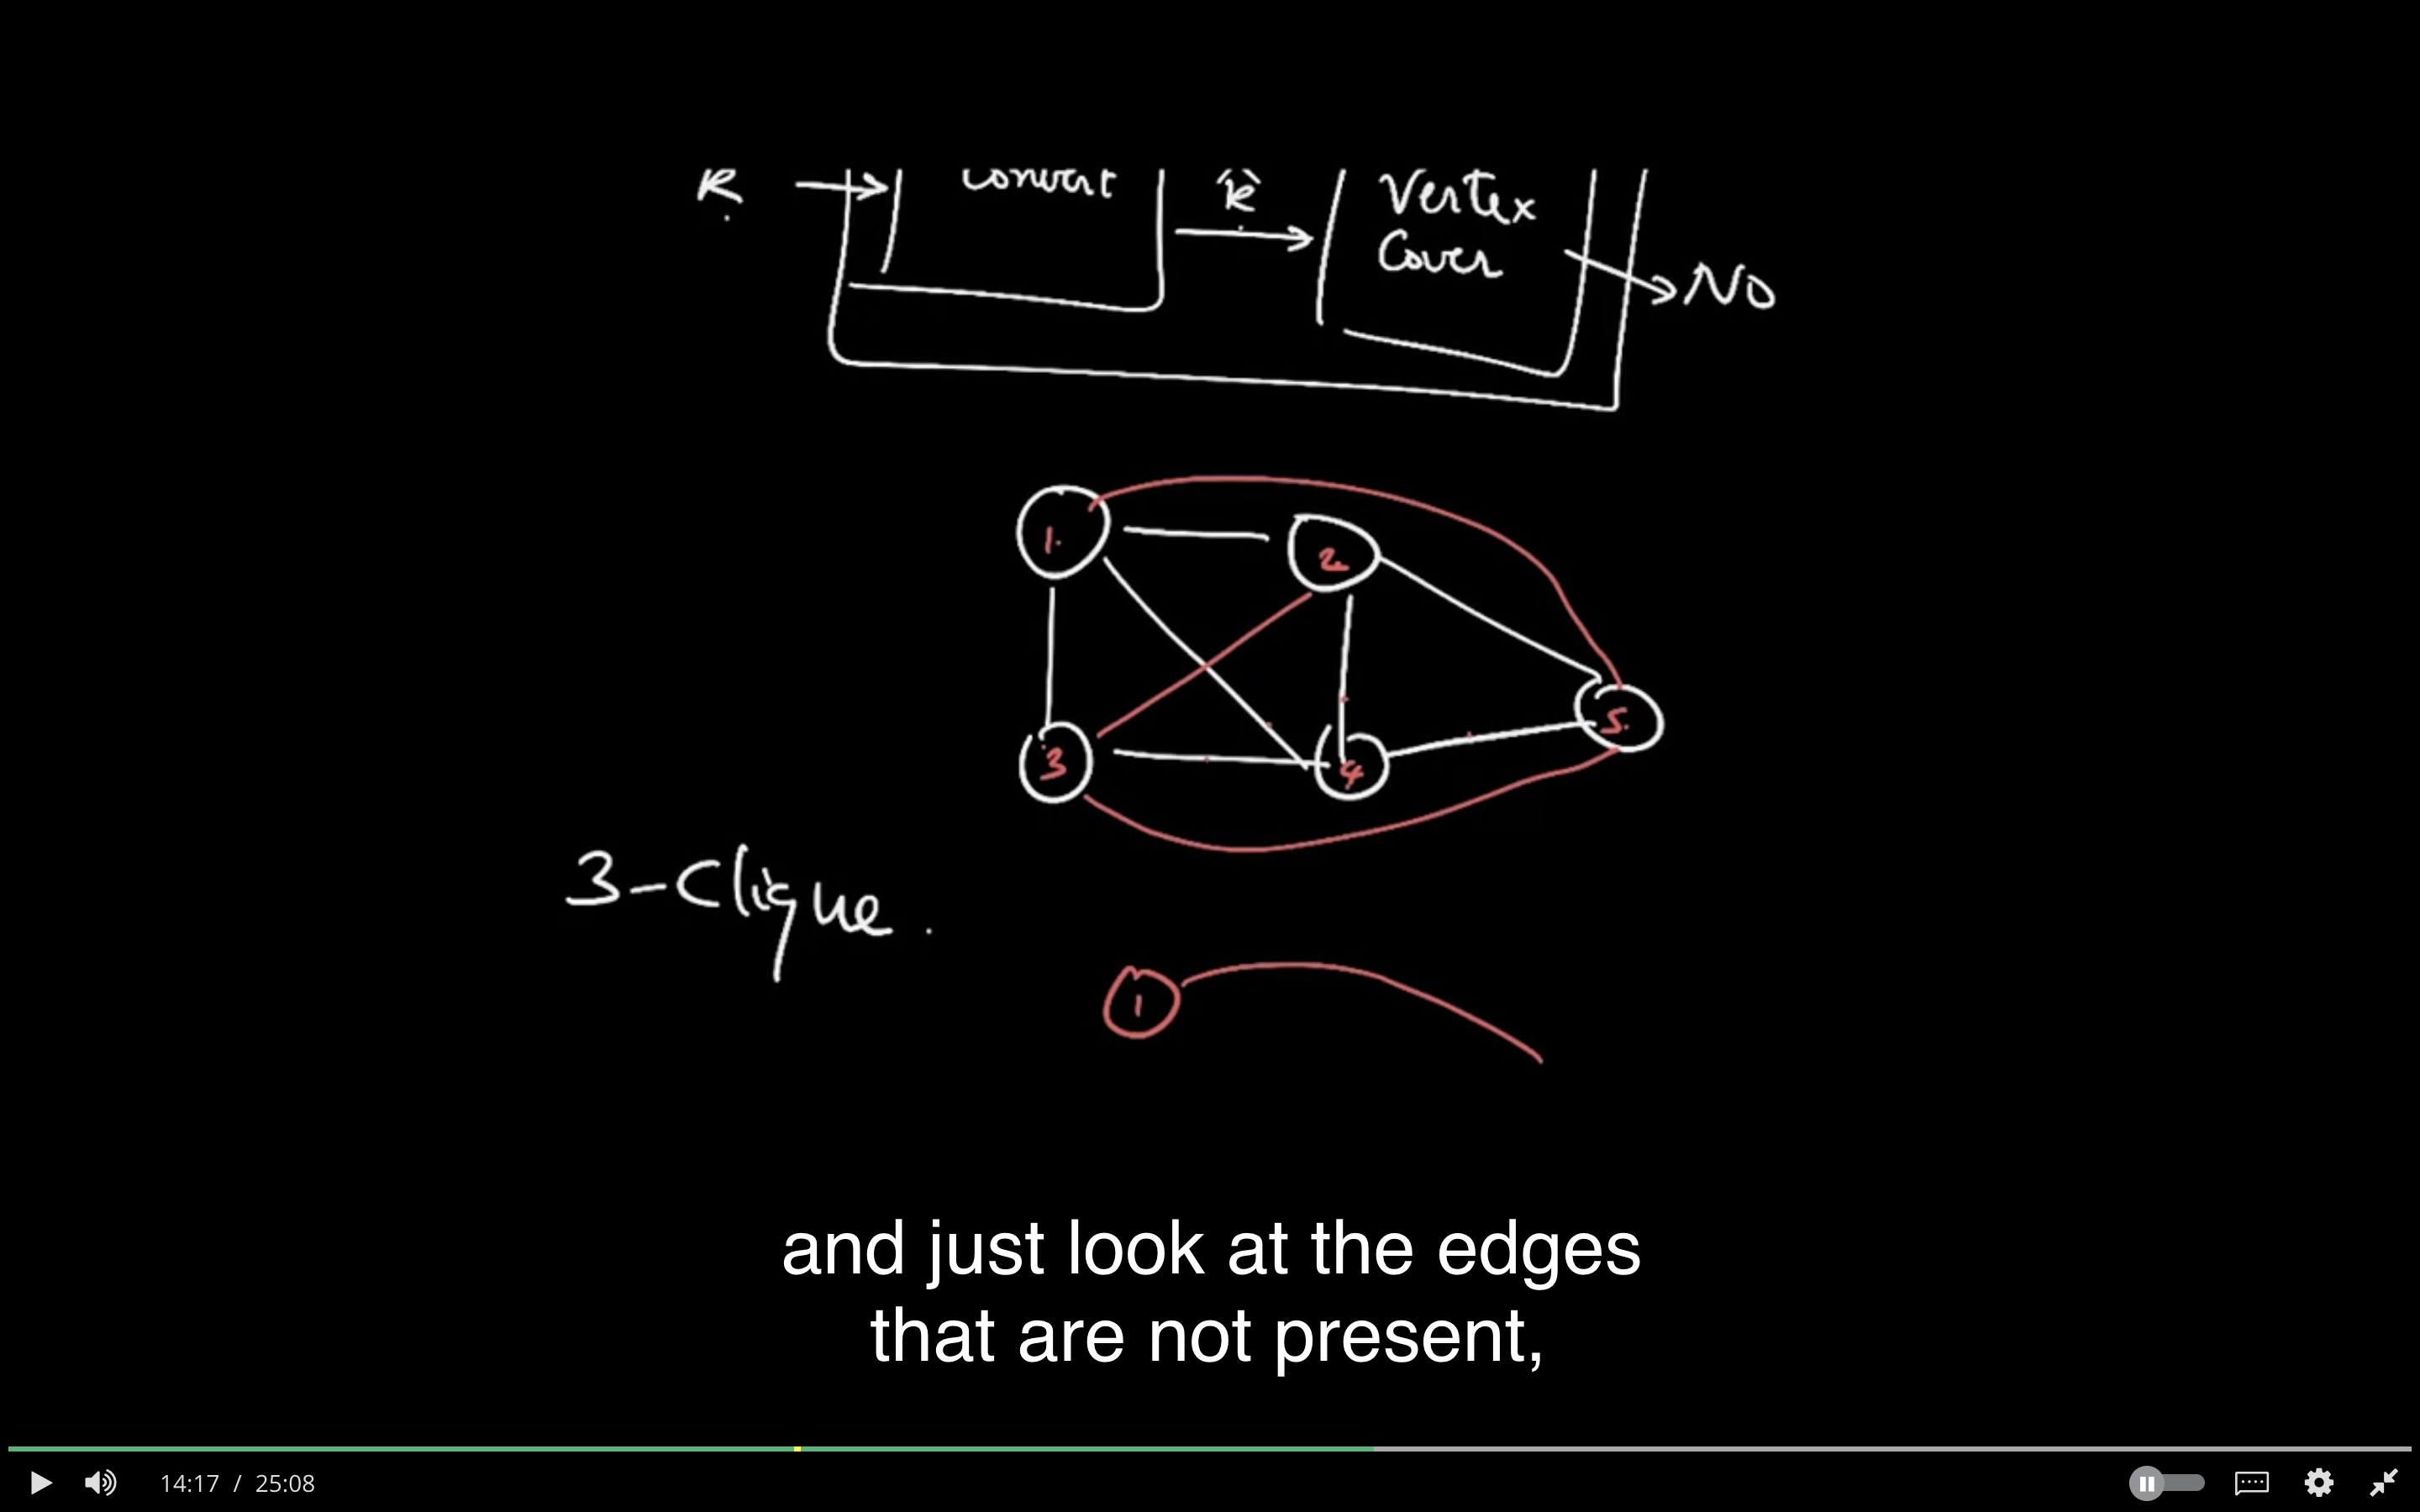 k convert k̂ Vertex
Cover
NO
1. 2
5.
3 4
3-Clique.
1
and just look at the edges
that are not present,
14:17 / 25:08